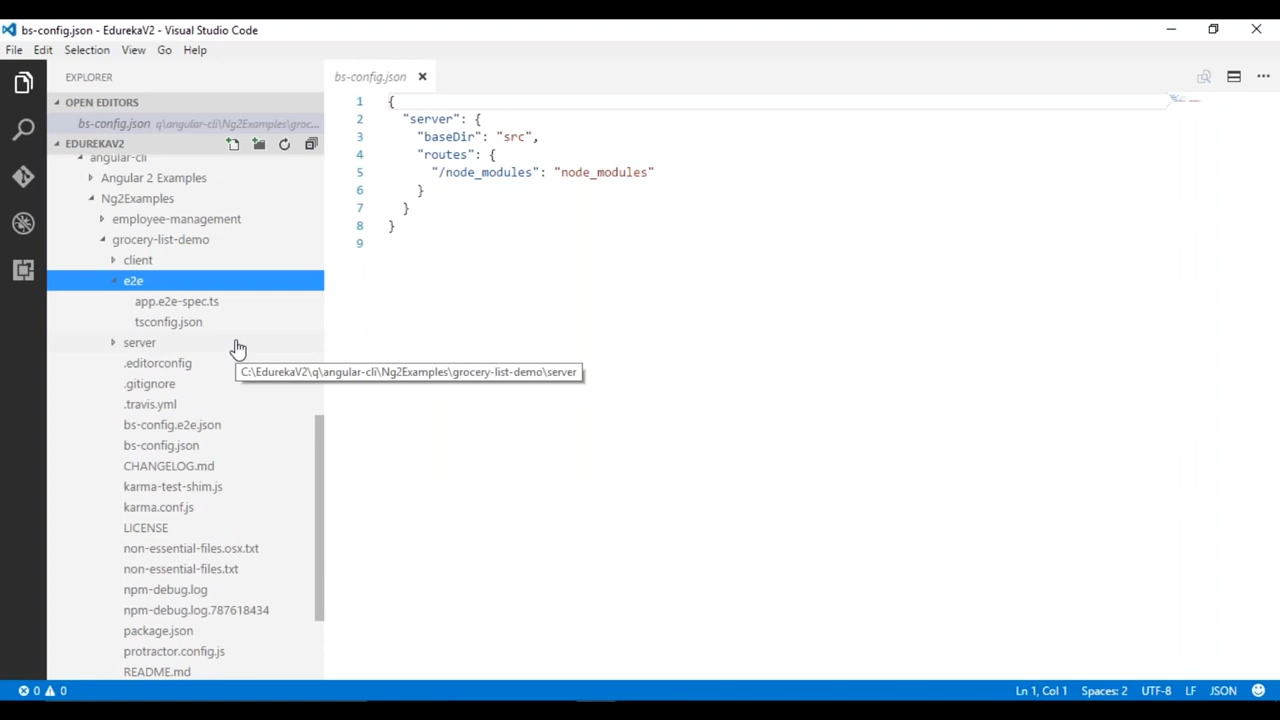 bs-config.json - EdurekaV2 - Visual Studio Code
File Edit Selection View Go Help
EXPLORER
bs-config.json
OPEN EDITORS
bs-config.json q\angular-cli\Ng2Examples\groc...
EDUREKAV2
angular-cli
Angular 2 Examples
Ng2Examples
employee-management
grocery-list-demo
client
e2e
app.e2e-spec.ts
tsconfig.json
server
C:\EdurekaV2\q\angular-cli\Ng2Examples\grocery-list-demo\server
.editorconfig
.gitignore
.travis.yml
bs-config.e2e.json
bs-config.json
CHANGELOG.md
karma-test-shim.js
karma.conf.js
LICENSE
non-essential-files.osx.txt
non-essential-files.txt
npm-debug.log
npm-debug.log.787618434
package.json
protractor.config.js
README.md
1 {
2 "server": {
3 "baseDir": "src",
4 "routes": {
5 "/node_modules": "node_modules"
6 }
7 }
8 }
9
0 0 Ln 1, Col 1 Spaces: 2 UTF-8 LF JSON